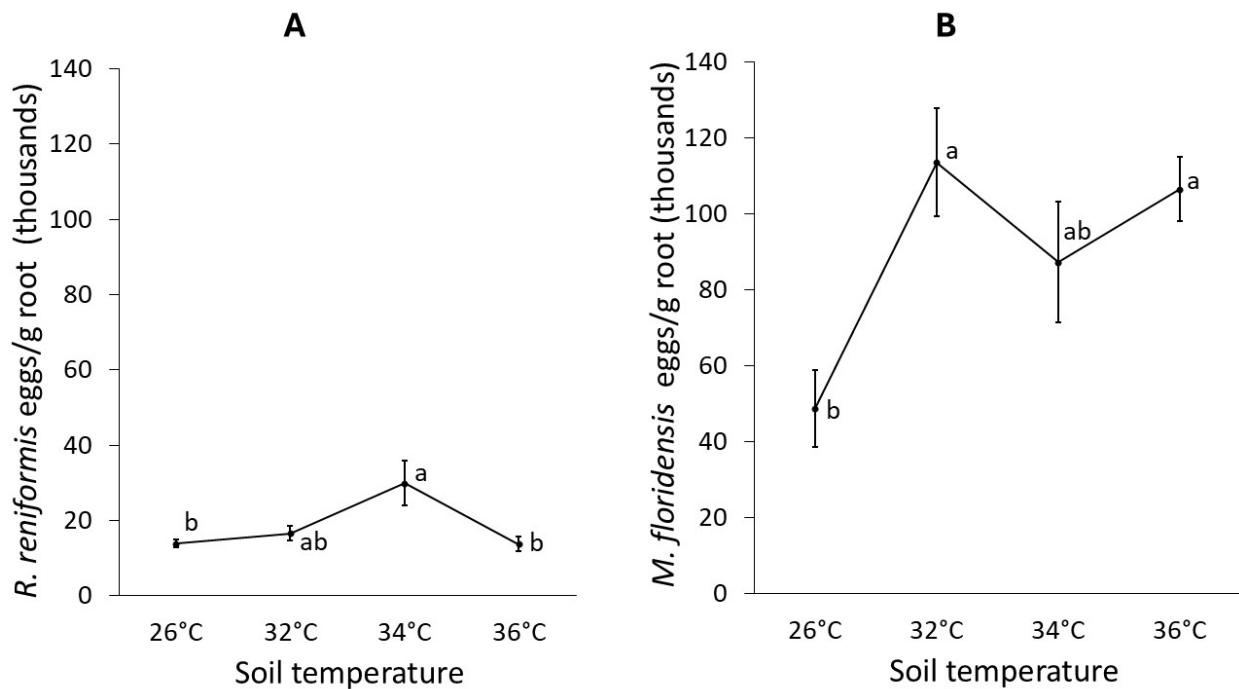 A
R. reniformis eggs/g root (thousands)
140
120
100
80
60
40
20
0
b
ab
a
b
26°C 32°C 34°C 36°C
Soil temperature
B
M. floridensis eggs/g root (thousands)
140
120
100
80
60
40
20
0
b
a
ab
a
26°C 32°C 34°C 36°C
Soil temperature